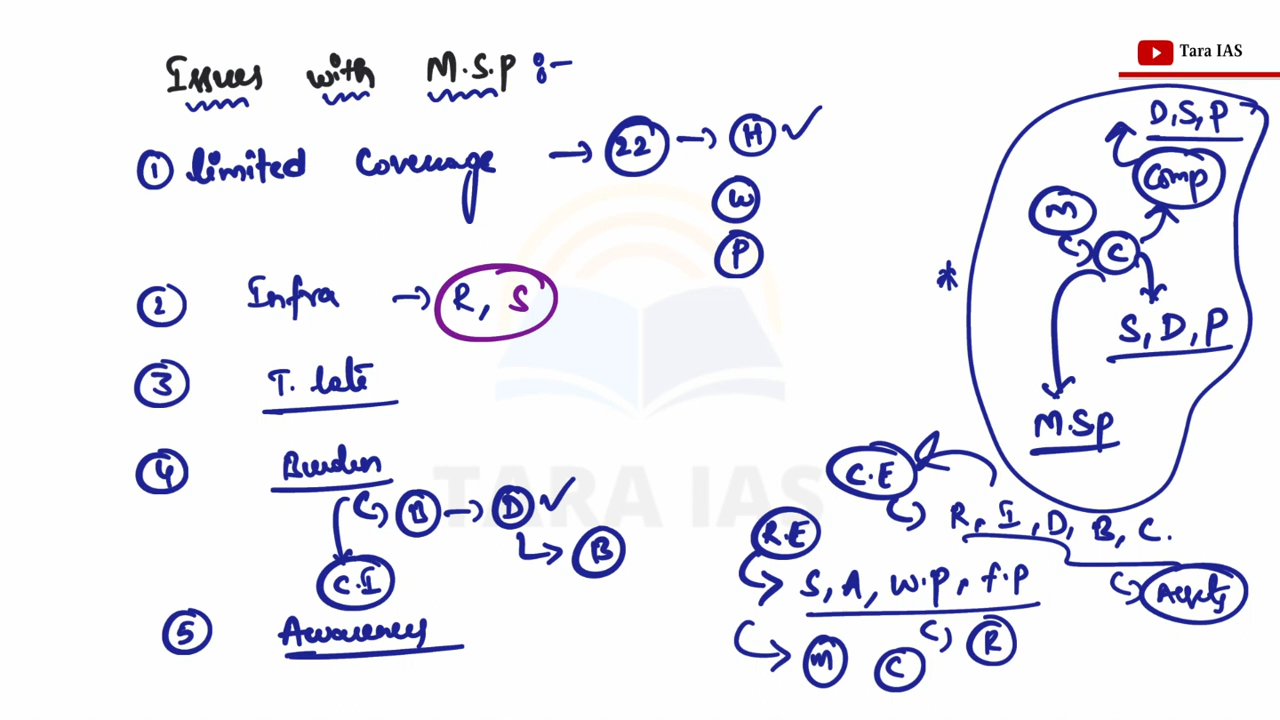 Tara IAS
Issues with M.S.P :-
① limited Coverage → 22 → H ✓
W
P
② Infra → R, S
③ T. late
④ Burden
B → D ✓
B
C.I
⑤ Awareness
D, S, P
Comp
M
C
*
S, D, P
M.S.P
C.E
R, I, D, B, C.
R.E
S, A, W.P, f.P
M C R
TARA IAS